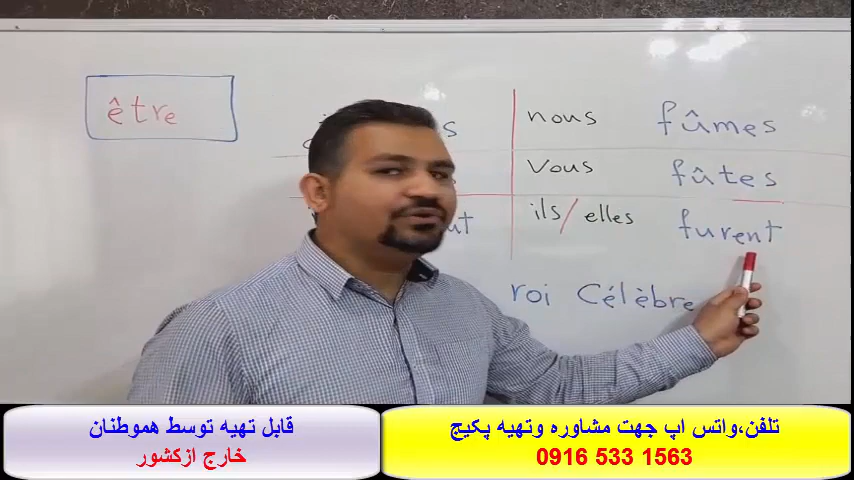 être
nous fûmes
vous fûtes
ils/elles furent
roi Célèbre
تلفن،واتس اپ جهت مشاوره وتهیه پکیج
0916 533 1563
قابل تهیه توسط هموطنان
خارج ازکشور